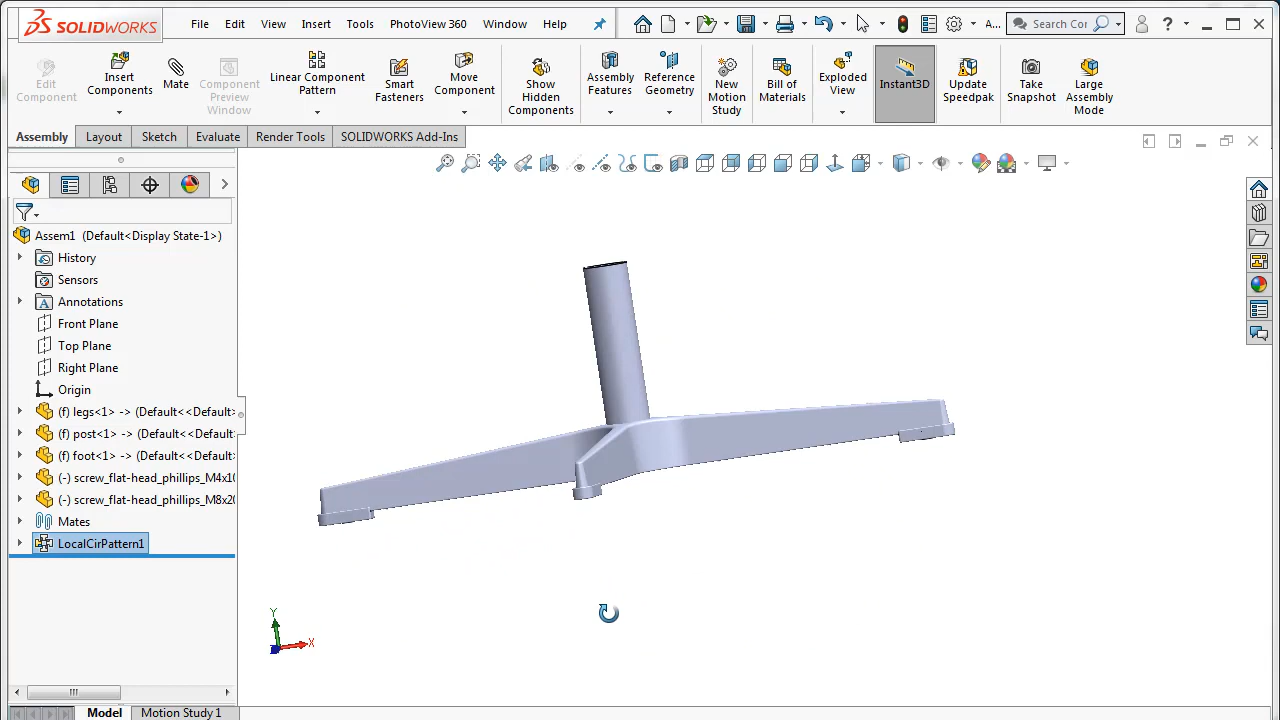 SOLIDWORKS File Edit View Insert Tools PhotoView 360 Window Help A... Search Cor ?
Edit Component
Insert Components
Mate
Component Preview Window
Linear Component Pattern
Smart Fasteners
Move Component
Show Hidden Components
Assembly Features
Reference Geometry
New Motion Study
Bill of Materials
Exploded View
Instant3D
Update Speedpak
Take Snapshot
Large Assembly Mode
Assembly Layout Sketch Evaluate Render Tools SOLIDWORKS Add-Ins
Assem1 (Default<Display State-1>)
History
Sensors
Annotations
Front Plane
Top Plane
Right Plane
Origin
(f) legs<1> -> (Default<<Default>
(f) post<1> -> (Default<<Default>
(f) foot<1> -> (Default<<Default>
(-) screw_flat-head_phillips_M4x10
(-) screw_flat-head_phillips_M8x20
Mates
LocalCirPattern1
Y
X
Model Motion Study 1